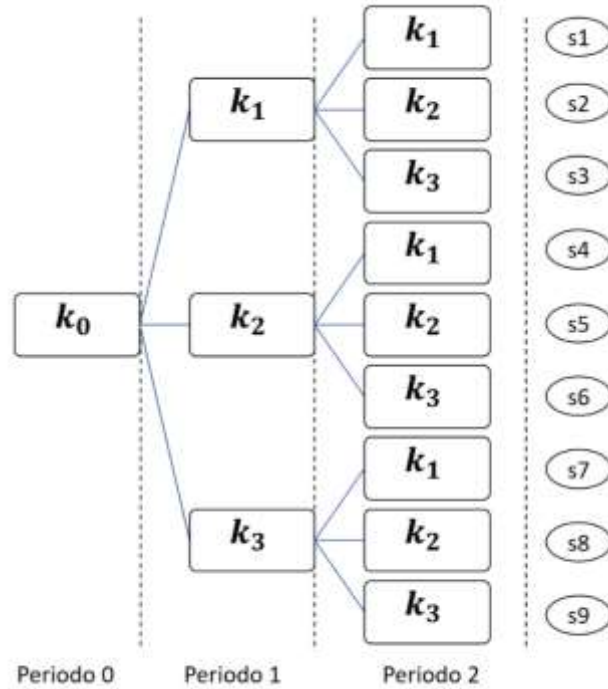 k₁ s1
k₁ k₂ s2
k₃ s3
k₁ s4
k₀ k₂ k₂ s5
k₃ s6
k₁ s7
k₃ k₂ s8
k₃ s9
Periodo 0 Periodo 1 Periodo 2